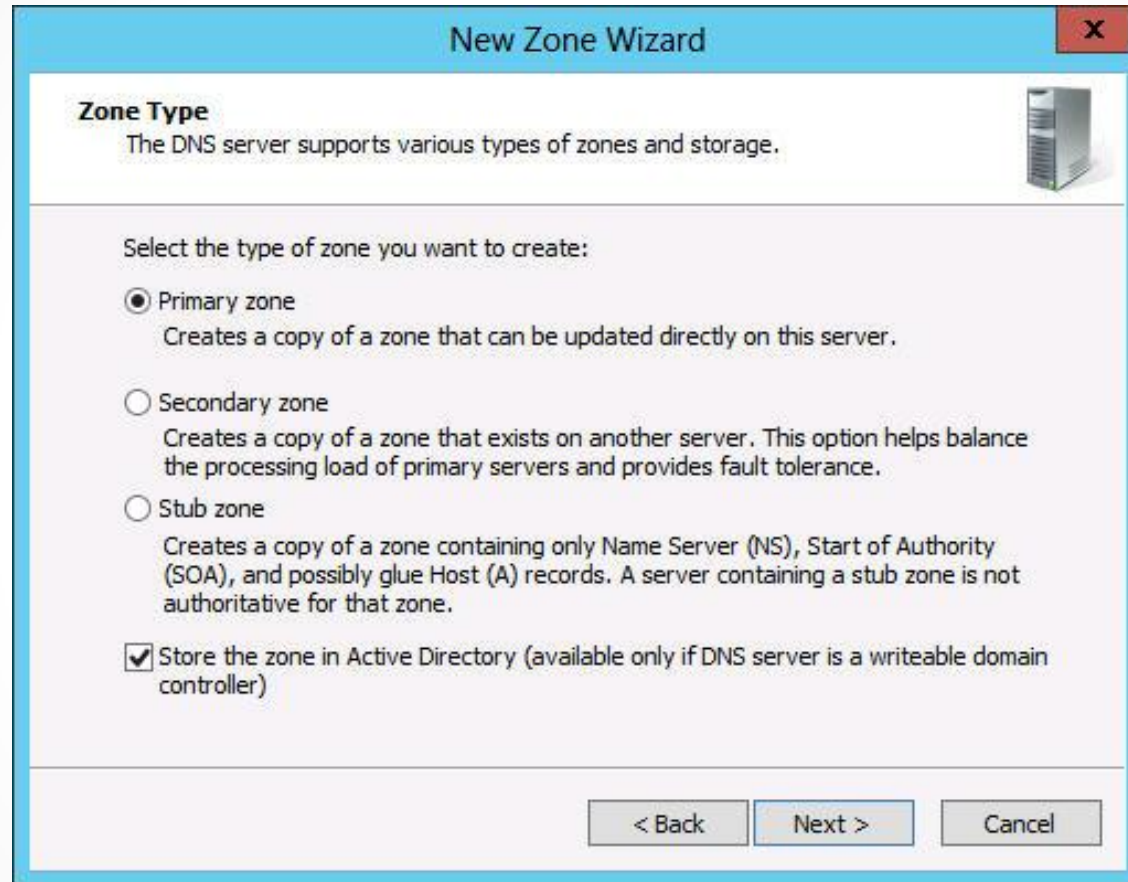 New Zone Wizard
x
Zone Type
The DNS server supports various types of zones and storage.
Select the type of zone you want to create:
Primary zone
Creates a copy of a zone that can be updated directly on this server.
Secondary zone
Creates a copy of a zone that exists on another server. This option helps balance
the processing load of primary servers and provides fault tolerance.
Stub zone
Creates a copy of a zone containing only Name Server (NS), Start of Authority
(SOA), and possibly glue Host (A) records. A server containing a stub zone is not
authoritative for that zone.
Store the zone in Active Directory (available only if DNS server is a writeable domain
controller)
< Back Next > Cancel